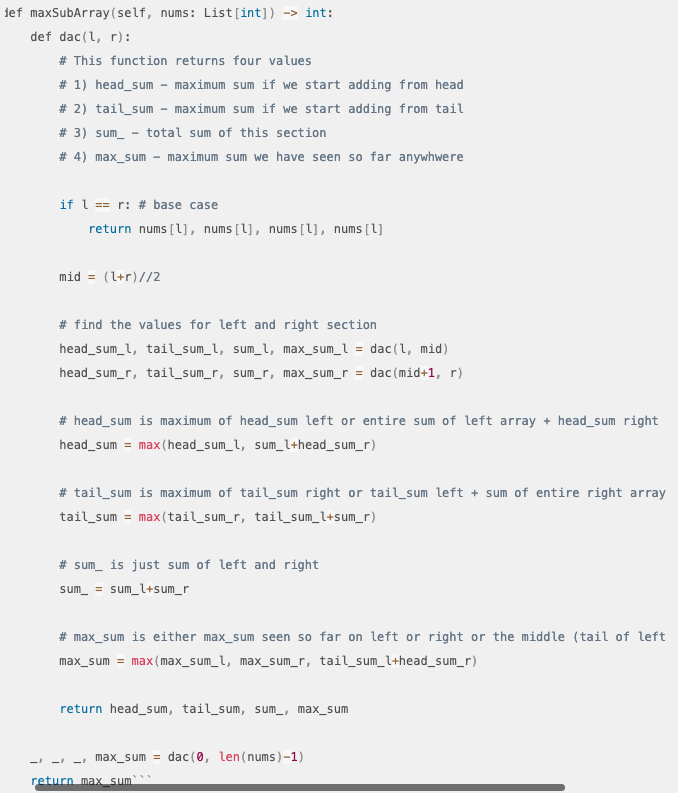 def maxSubArray(self, nums: List[int]) -> int:
    def dac(l, r):
        # This function returns four values
        # 1) head_sum - maximum sum if we start adding from head
        # 2) tail_sum - maximum sum if we start adding from tail
        # 3) sum_ - total sum of this section
        # 4) max_sum - maximum sum we have seen so far anywhwere

        if l == r: # base case
            return nums[l], nums[l], nums[l], nums[l]

        mid = (l+r)//2

        # find the values for left and right section
        head_sum_l, tail_sum_l, sum_l, max_sum_l = dac(l, mid)
        head_sum_r, tail_sum_r, sum_r, max_sum_r = dac(mid+1, r)

        # head_sum is maximum of head_sum left or entire sum of left array + head_sum right
        head_sum = max(head_sum_l, sum_l+head_sum_r)

        # tail_sum is maximum of tail_sum right or tail_sum left + sum of entire right array
        tail_sum = max(tail_sum_r, tail_sum_l+sum_r)

        # sum_ is just sum of left and right
        sum_ = sum_l+sum_r

        # max_sum is either max_sum seen so far on left or right or the middle (tail of left
        max_sum = max(max_sum_l, max_sum_r, tail_sum_l+head_sum_r)

        return head_sum, tail_sum, sum_, max_sum

    _, _, _, max_sum = dac(0, len(nums)-1)
    return max_sum```